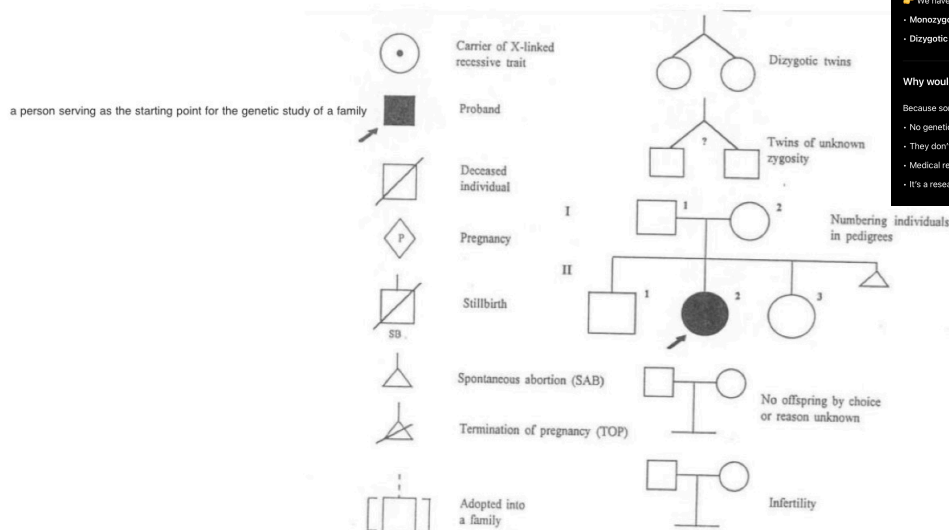 Carrier of X-linked
recessive trait
a person serving as the starting point for the genetic study of a family
Proband
Deceased
individual
P
Pregnancy
Stillbirth
SB
Spontaneous abortion (SAB)
Termination of pregnancy (TOP)
Adopted into
a family
Dizygotic twins
?
Twins of unknown
zygosity
I
1
2
Numbering individuals
in pedigrees
II
1
2
3
No offspring by choice
or reason unknown
Infertility
👉 We have
• Monozygo
• Dizygotic
Why would
Because so
• No geneti
• They don'
• Medical re
• It's a resea